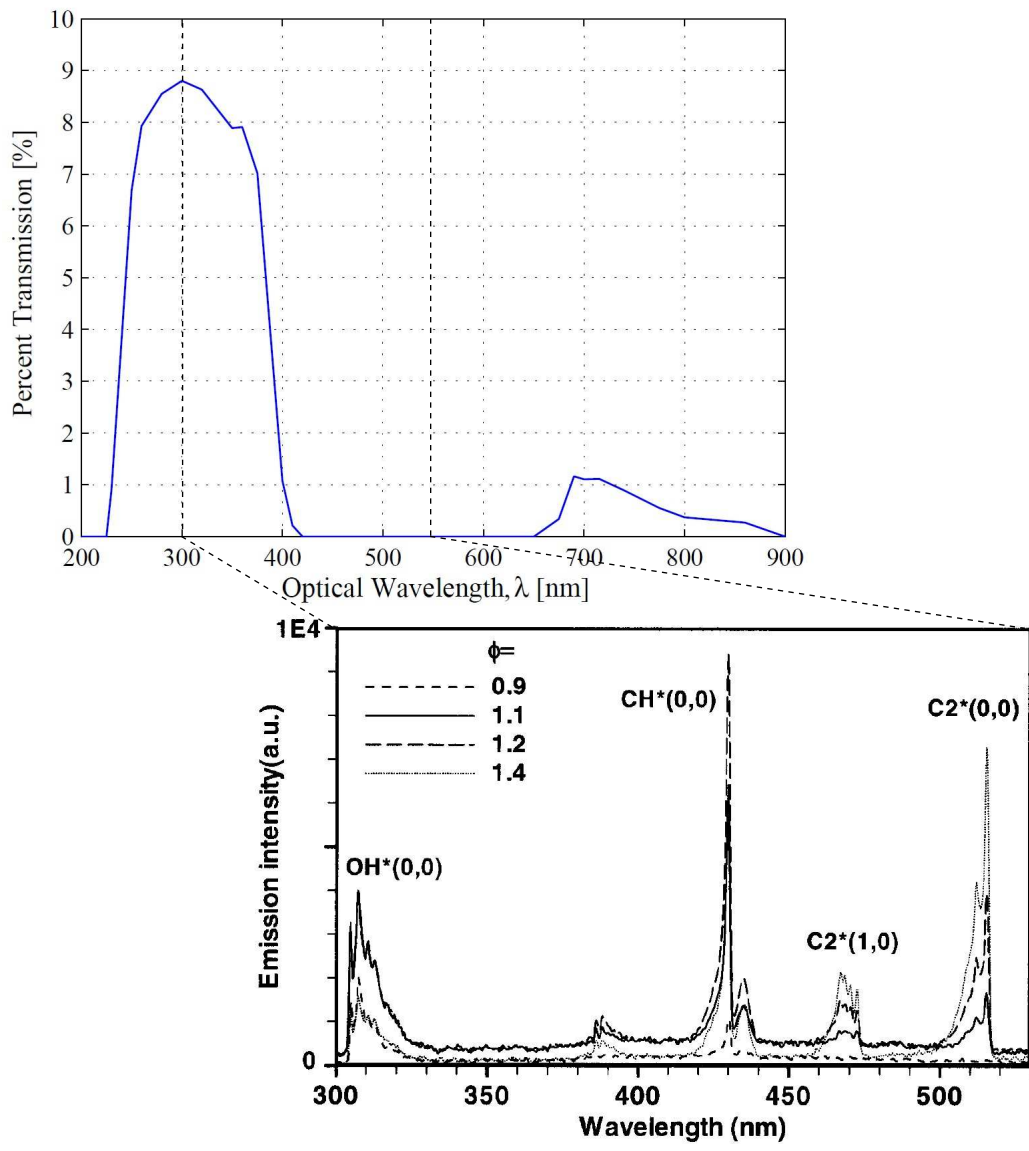 10
9
8
7
6
5
4
3
2
1
0
Percent Transmission [%]
200 300 400 500 600 700 800 900
Optical Wavelength, λ [nm]
1E4
0
Emission intensity(a.u.)
ϕ=
0.9
1.1
1.2
1.4
OH*(0,0)
CH*(0,0)
C2*(1,0)
C2*(0,0)
300 350 400 450 500
Wavelength (nm)